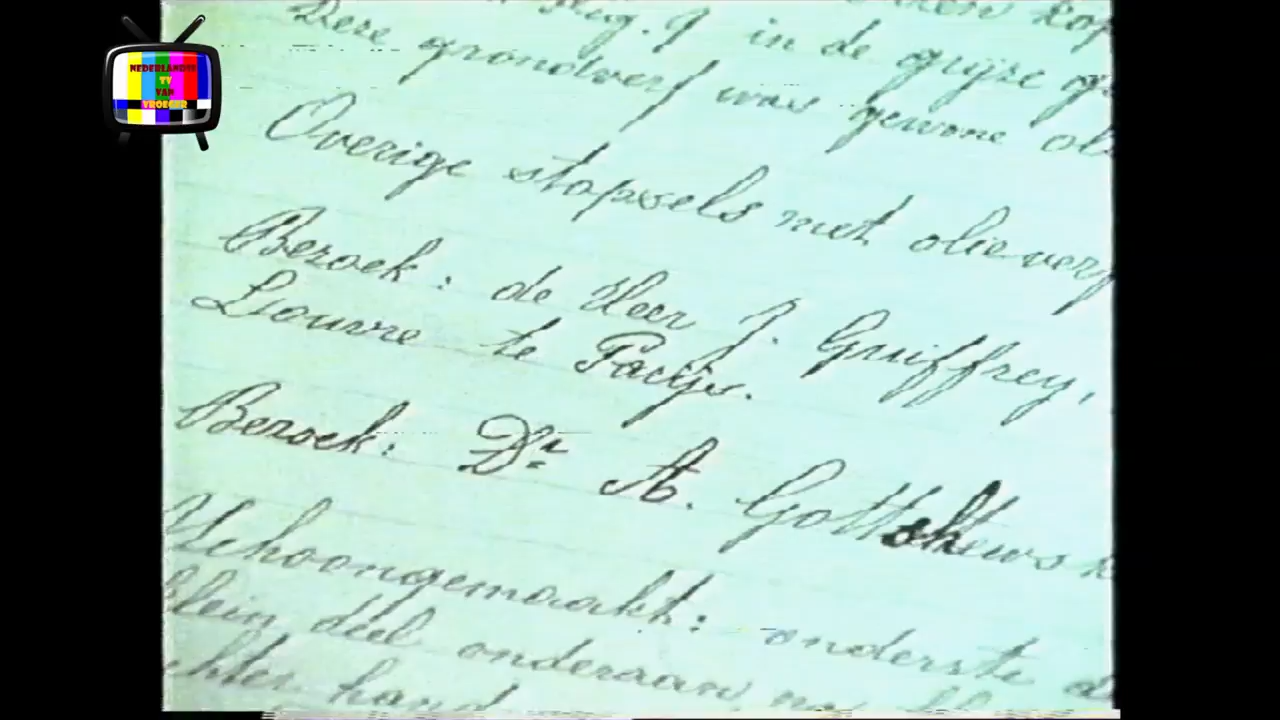 NEDERLANDSE
TV
VAN
VROEGER
in de grijze
Deze grondverf was gewone
Overige stopsels met olieverf
Bezoek: de Heer J. Guiffrey,
Louvre te Parijs.
Bezoek: Dr A.
Schoongemaakt: onderste
klein deel onderaan,
hand